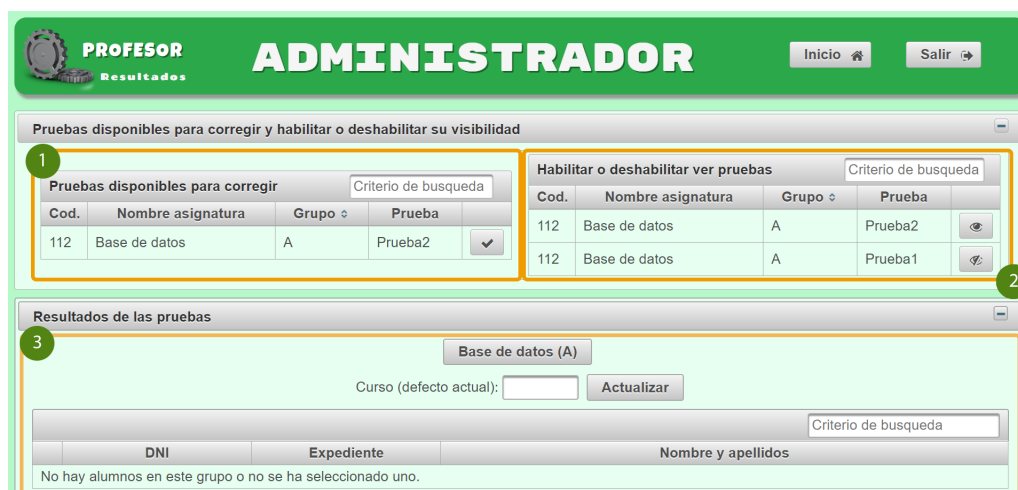 PROFESOR
Resultados
ADMINISTRADOR
Inicio
Salir
Pruebas disponibles para corregir y habilitar o deshabilitar su visibilidad
1
Pruebas disponibles para corregir
Criterio de busqueda
Cod. Nombre asignatura Grupo Prueba
112 Base de datos A Prueba2
Habilitar o deshabilitar ver pruebas
Criterio de busqueda
Cod. Nombre asignatura Grupo Prueba
112 Base de datos A Prueba2
112 Base de datos A Prueba1
2
Resultados de las pruebas
3
Base de datos (A)
Curso (defecto actual): Actualizar
Criterio de busqueda
DNI Expediente Nombre y apellidos
No hay alumnos en este grupo o no se ha seleccionado uno.